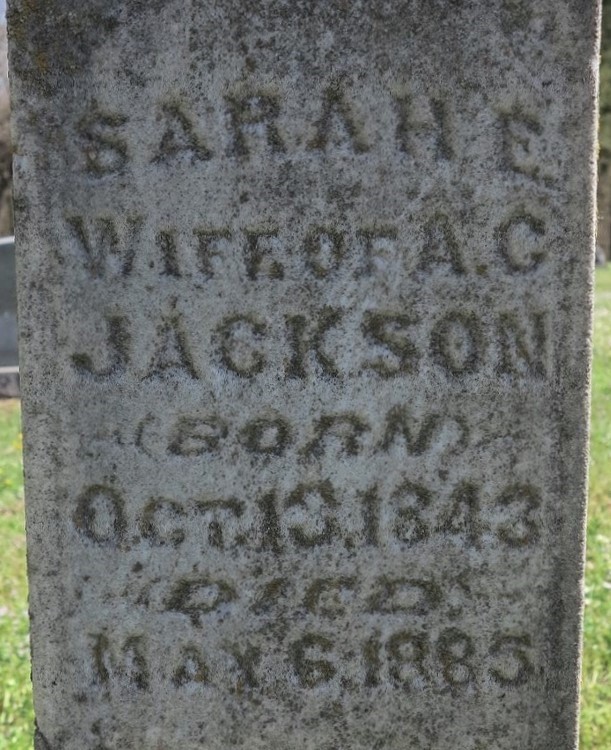 SARAH E
WIFE OF A. C
JACKSON
(BORN)
OCT. 13. 1843
(DIED)
MAY 6. 1885